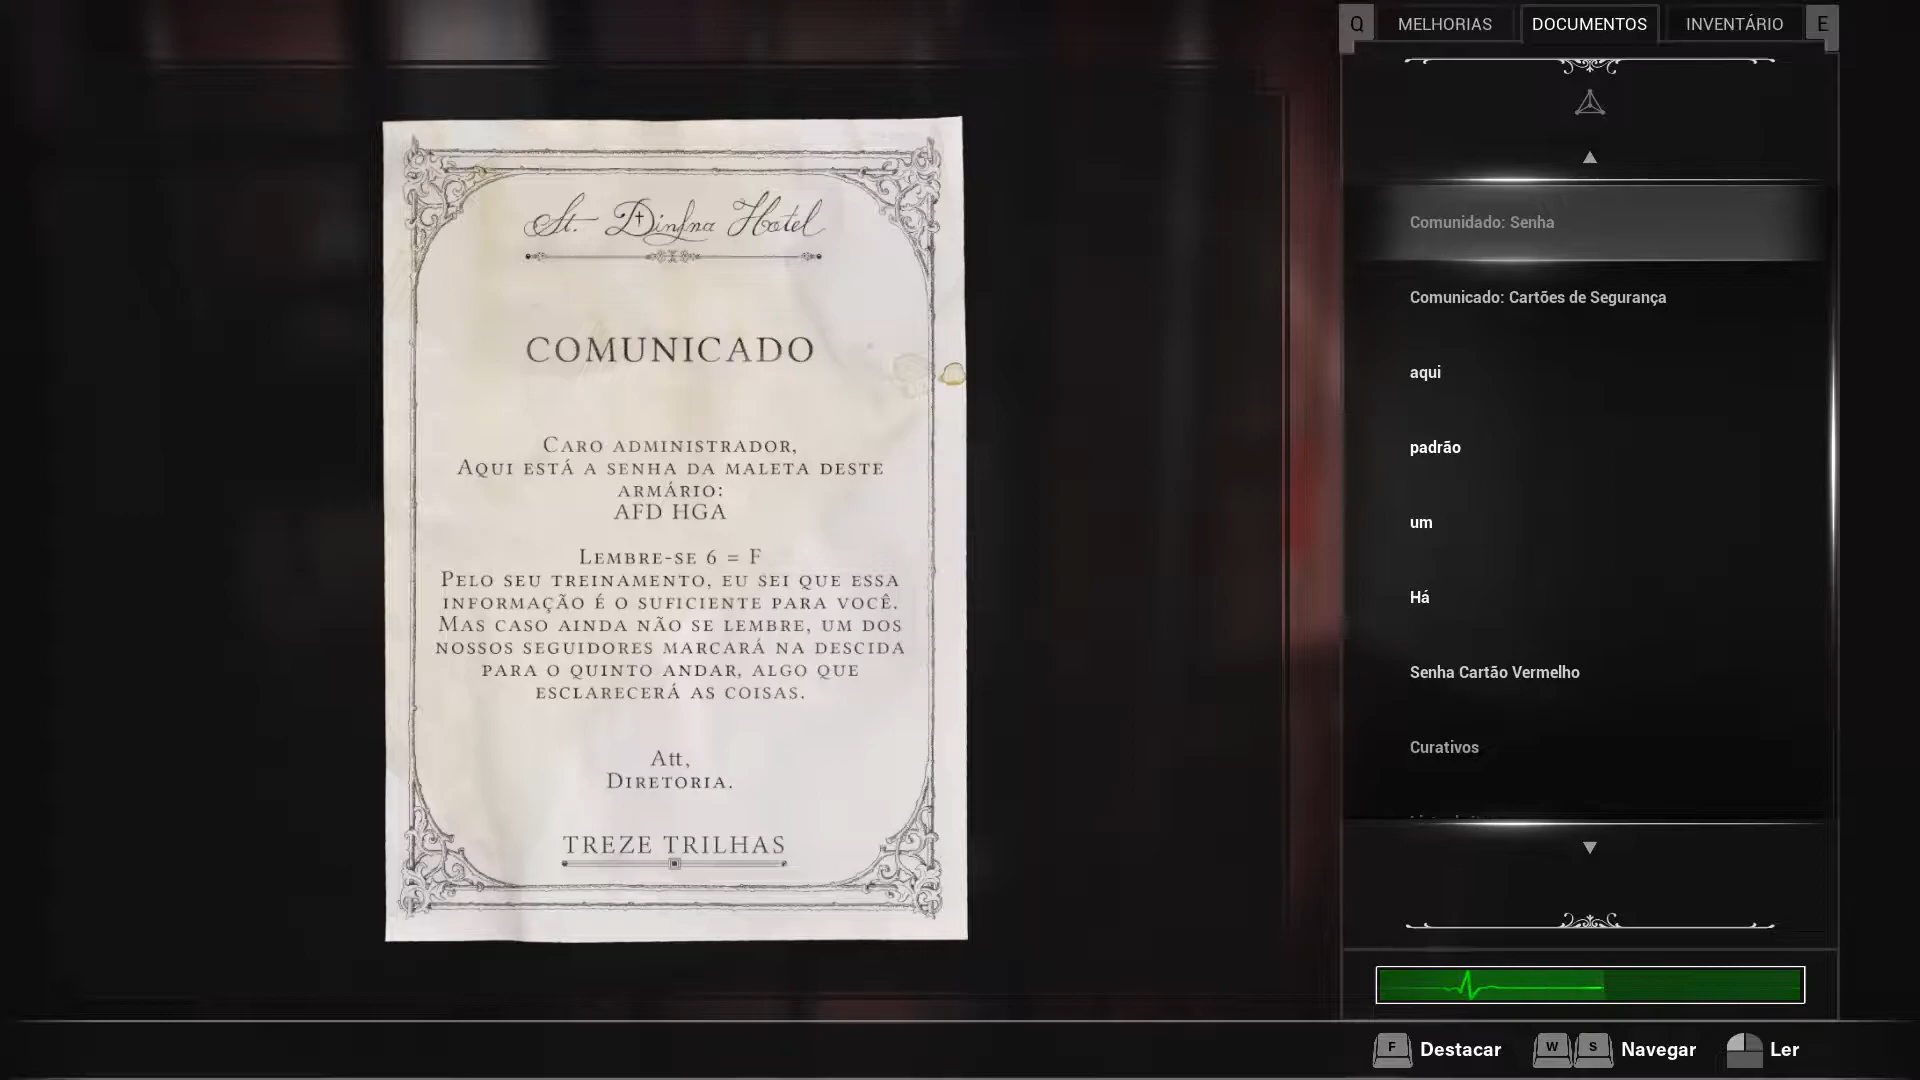 Q MELHORIAS DOCUMENTOS INVENTÁRIO E
St. Dinfna Hotel
COMUNICADO
CARO ADMINISTRADOR,
AQUI ESTÁ A SENHA DA MALETA DESTE
ARMÁRIO:
AFD HGA
LEMBRE-SE 6 = F
PELO SEU TREINAMENTO, EU SEI QUE ESSA
INFORMAÇÃO É O SUFICIENTE PARA VOCÊ.
MAS CASO AINDA NÃO SE LEMBRE, UM DOS
NOSSOS SEGUIDORES MARCARÁ NA DESCIDA
PARA O QUINTO ANDAR, ALGO QUE
ESCLARECERÁ AS COISAS.
Att,
DIRETORIA.
TREZE TRILHAS
Comunidado: Senha
Comunicado: Cartões de Segurança
aqui
padrão
um
Há
Senha Cartão Vermelho
Curativos
F Destacar W S Navegar Ler